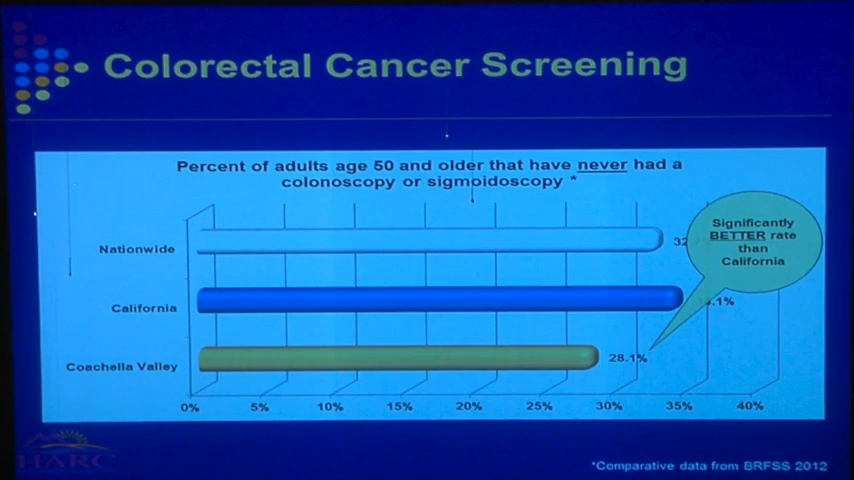 Colorectal Cancer Screening
Percent of adults age 50 and older that have never had a
colonoscopy or sigmoidoscopy *
Significantly
BETTER rate
than
California
Nationwide
California
Coachella Valley
28.1%
0% 5% 10% 15% 20% 25% 30% 35% 40%
HARC
*Comparative data from BRFSS 2012